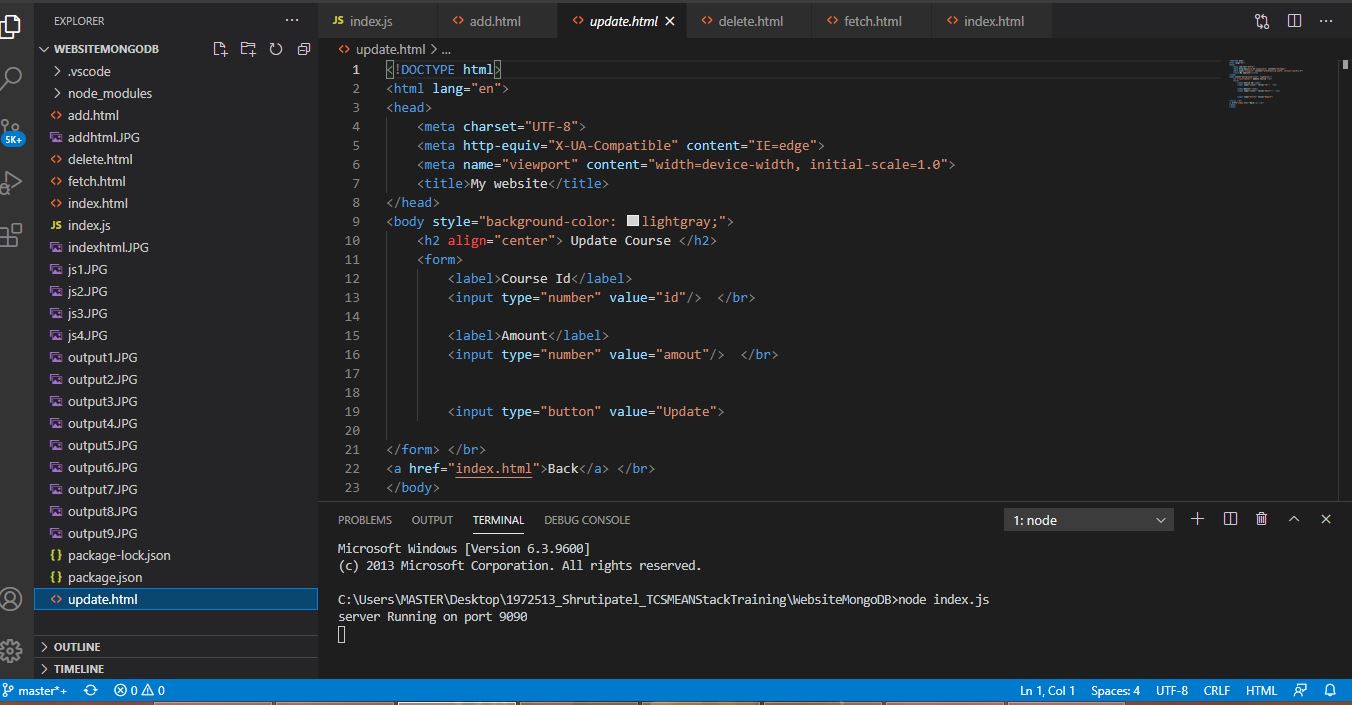 EXPLORER
WEBSITEMONGODB
.vscode
node_modules
add.html
addhtml.JPG
delete.html
fetch.html
index.html
JS index.js
indexhtml.JPG
js1.JPG
js2.JPG
js3.JPG
js4.JPG
output1.JPG
output2.JPG
output3.JPG
output4.JPG
output5.JPG
output6.JPG
output7.JPG
output8.JPG
output9.JPG
{} package-lock.json
{} package.json
update.html
OUTLINE
TIMELINE
5K+
JS index.js
add.html
update.html
delete.html
fetch.html
index.html
update.html > ...
1 <!DOCTYPE html>
2 <html lang="en">
3 <head>
4 <meta charset="UTF-8">
5 <meta http-equiv="X-UA-Compatible" content="IE=edge">
6 <meta name="viewport" content="width=device-width, initial-scale=1.0">
7 <title>My website</title>
8 </head>
9 <body style="background-color: lightgray;">
10 <h2 align="center"> Update Course </h2>
11 <form>
12 <label>Course Id</label>
13 <input type="number" value="id"/> </br>
14
15 <label>Amount</label>
16 <input type="number" value="amout"/> </br>
17
18
19 <input type="button" value="Update">
20
21 </form> </br>
22 <a href="index.html">Back</a> </br>
23 </body>
PROBLEMS OUTPUT TERMINAL DEBUG CONSOLE 1: node
Microsoft Windows [Version 6.3.9600]
(c) 2013 Microsoft Corporation. All rights reserved.
C:\Users\MASTER\Desktop\1972513_Shrutipatel_TCSMEANStackTraining\WebsiteMongoDB>node index.js
server Running on port 9090
master*+ 0 0 Ln 1, Col 1 Spaces: 4 UTF-8 CRLF HTML